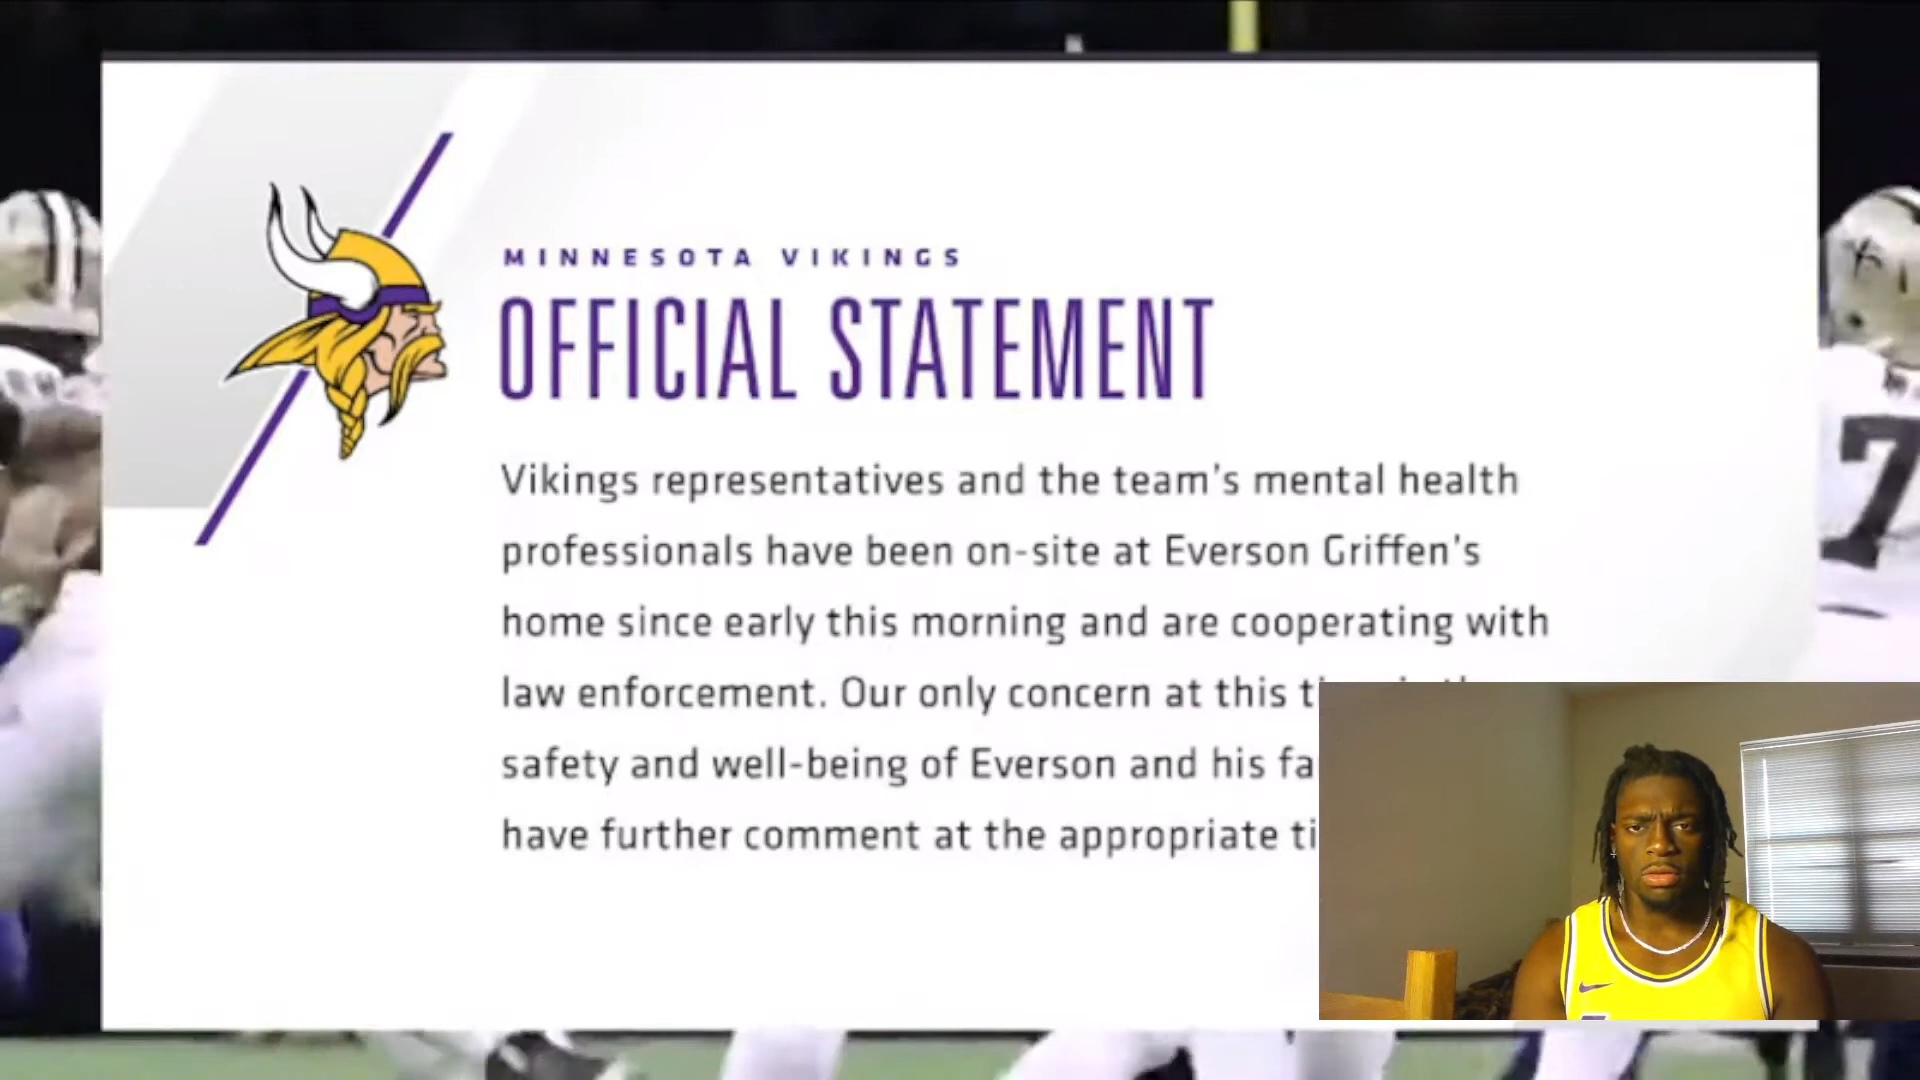 MINNESOTA VIKINGS
OFFICIAL STATEMENT
Vikings representatives and the team's mental health
professionals have been on-site at Everson Griffen's
home since early this morning and are cooperating with
law enforcement. Our only concern at this
safety and well-being of Everson and his
have further comment at the appropriate
7